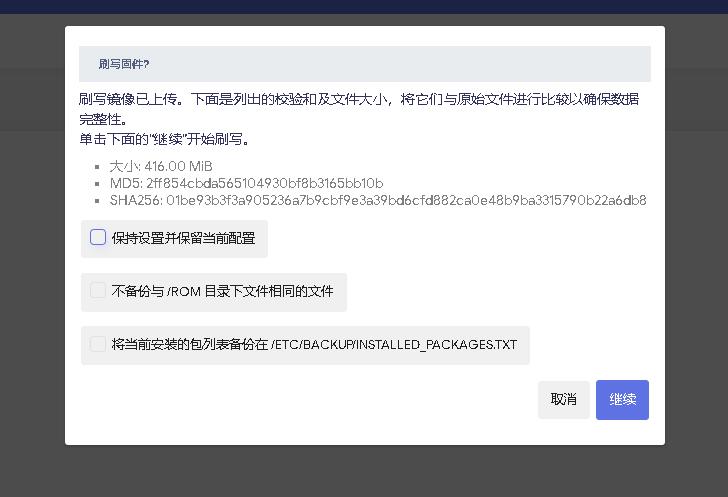 刷写固件?
刷写镜像已上传。下面是列出的校验和及文件大小，将它们与原始文件进行比较以确保数据
完整性。
单击下面的“继续”开始刷写。
大小: 416.00 MiB
MD5: 2ff854cbda565104930bf8b3165bb10b
SHA256: 01be93b3f3a905236a7b9cbf9e3a39bd6cfd882ca0e48b9ba3315790b22a6db8
保持设置并保留当前配置
不备份与 /ROM 目录下文件相同的文件
将当前安装的包列表备份在 /ETC/BACKUP/INSTALLED_PACKAGES.TXT
取消 继续